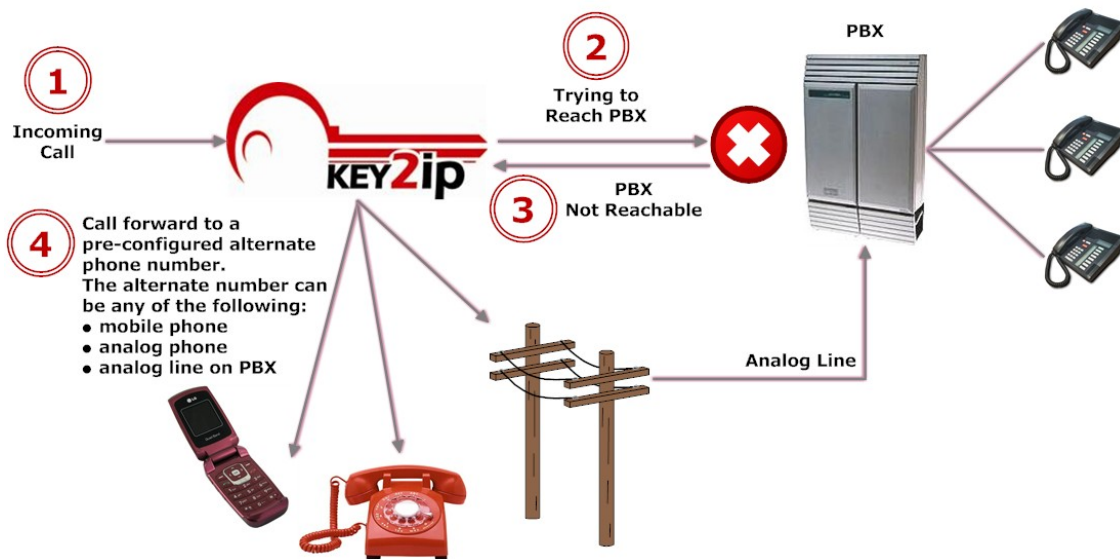 1
Incoming
Call
KEY2ip
2
Trying to
Reach PBX
3
PBX
Not Reachable
PBX
4
Call forward to a
pre-configured alternate
phone number.
The alternate number can
be any of the following:
• mobile phone
• analog phone
• analog line on PBX
Analog Line